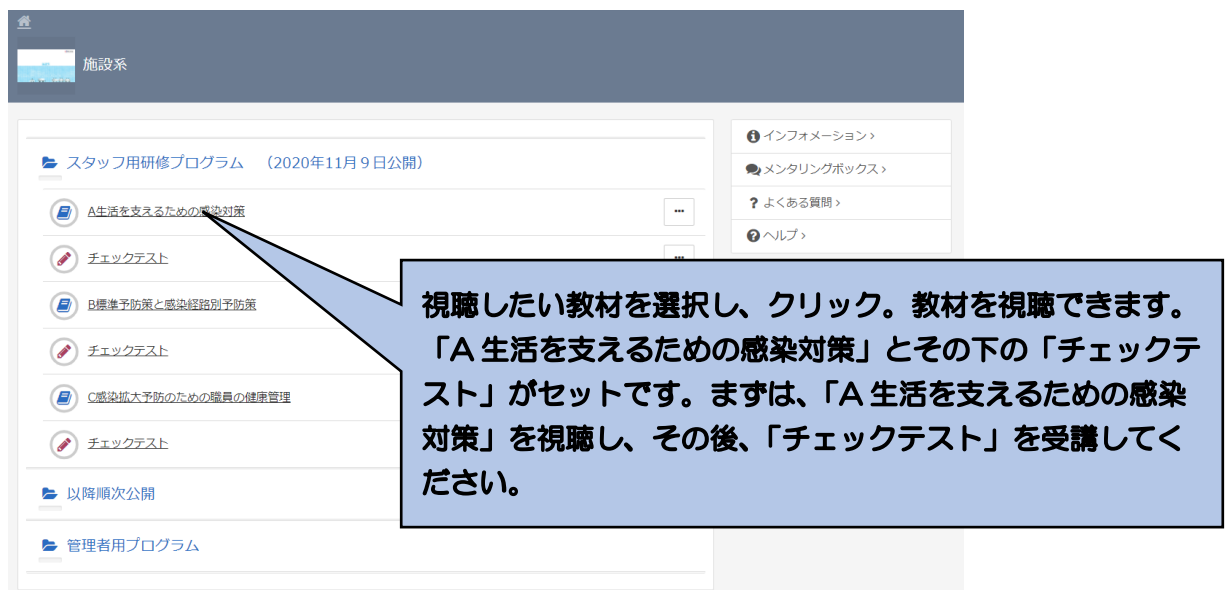 施設系
スタッフ用研修プログラム （2020年11月9日公開）
A生活を支えるための感染対策
チェックテスト
B標準予防策と感染経路別予防策
チェックテスト
C感染拡大予防のための職員の健康管理
チェックテスト
以降順次公開
管理者用プログラム
インフォメーション
メンタリングボックス
よくある質問
ヘルプ
視聴したい教材を選択し、クリック。教材を視聴できます。
「A 生活を支えるための感染対策」とその下の「チェックテ
スト」がセットです。まずは、「A 生活を支えるための感染
対策」を視聴し、その後、「チェックテスト」を受講してく
ださい。